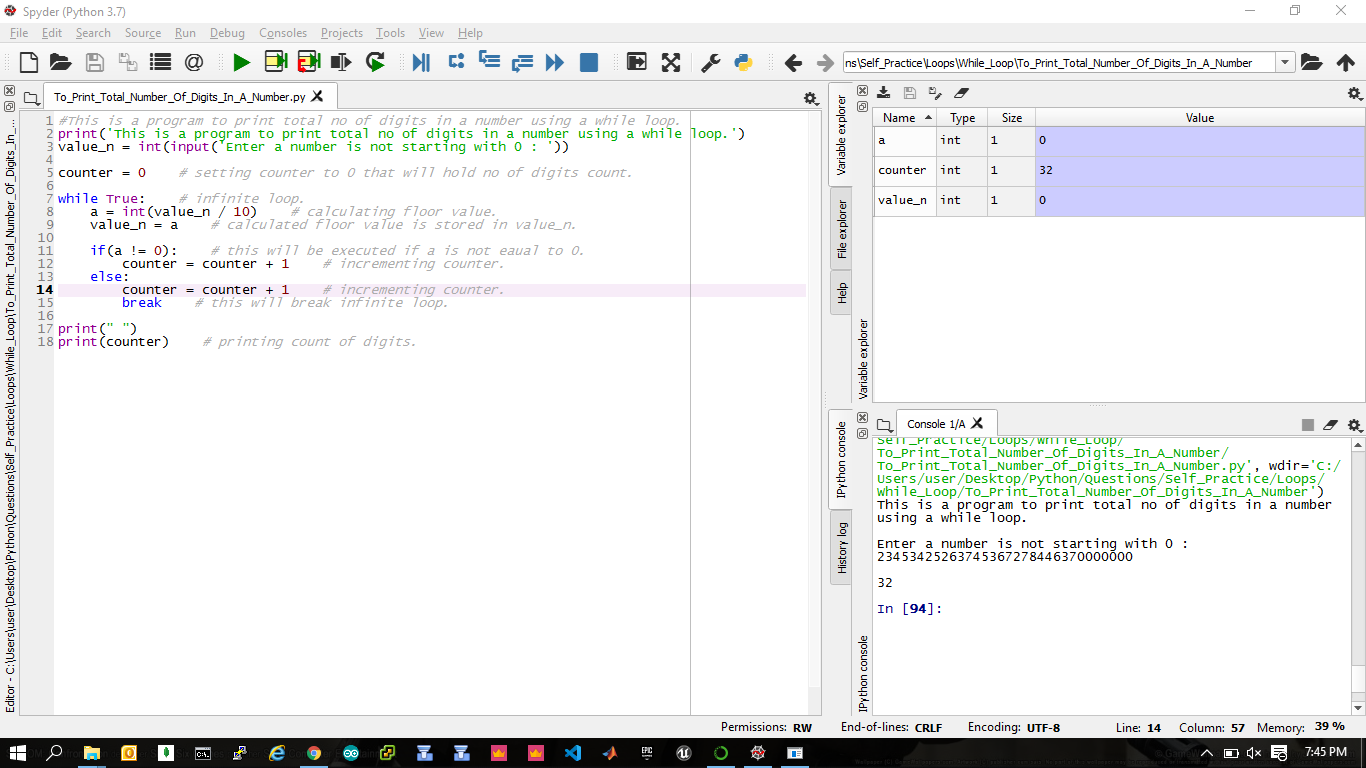 Spyder (Python 3.7)
File Edit Search Source Run Debug Consoles Projects Tools View Help
ns\Self_Practice\Loops\While_Loop\To_Print_Total_Number_Of_Digits_In_A_Number
To_Print_Total_Number_Of_Digits_In_A_Number.py
Editor - C:\Users\user\Desktop\Python\Questions\Self_Practice\Loops\While_Loop\To_Print_Total_Number_Of_Digits_In_A_Number\To_Print_Total_Number_Of_Digits_In_...
1 #This is a program to print total no of digits in a number using a while loop.
2 print('This is a program to print total no of digits in a number using a while loop.')
3 value_n = int(input('Enter a number is not starting with 0 : '))
4
5 counter = 0    # setting counter to 0 that will hold no of digits count.
6
7 while True:    # infinite loop.
8     a = int(value_n / 10)    # calculating floor value.
9     value_n = a    # calculated floor value is stored in value_n.
10
11     if(a != 0):    # this will be executed if a is not eaual to 0.
12         counter = counter + 1    # incrementing counter.
13     else:
14         counter = counter + 1    # incrementing counter.
15         break    # this will break infinite loop.
16
17 print(" ")
18 print(counter)    # printing count of digits.
Variable explorer
File explorer
Help
Variable explorer
Name Type Size Value
a int 1 0
counter int 1 32
value_n int 1 0
IPython console
History log
IPython console
Console 1/A
Self_Practice/Loops/While_Loop/
To_Print_Total_Number_Of_Digits_In_A_Number/
To_Print_Total_Number_Of_Digits_In_A_Number.py', wdir='C:/
Users/user/Desktop/Python/Questions/Self_Practice/Loops/
While_Loop/To_Print_Total_Number_Of_Digits_In_A_Number')
This is a program to print total no of digits in a number
using a while loop.
Enter a number is not starting with 0 :
23453425263745367278446370000000
32
In [94]:
Permissions: RW End-of-lines: CRLF Encoding: UTF-8 Line: 14 Column: 57 Memory: 39 %
EPIC
GAMES
7:45 PM